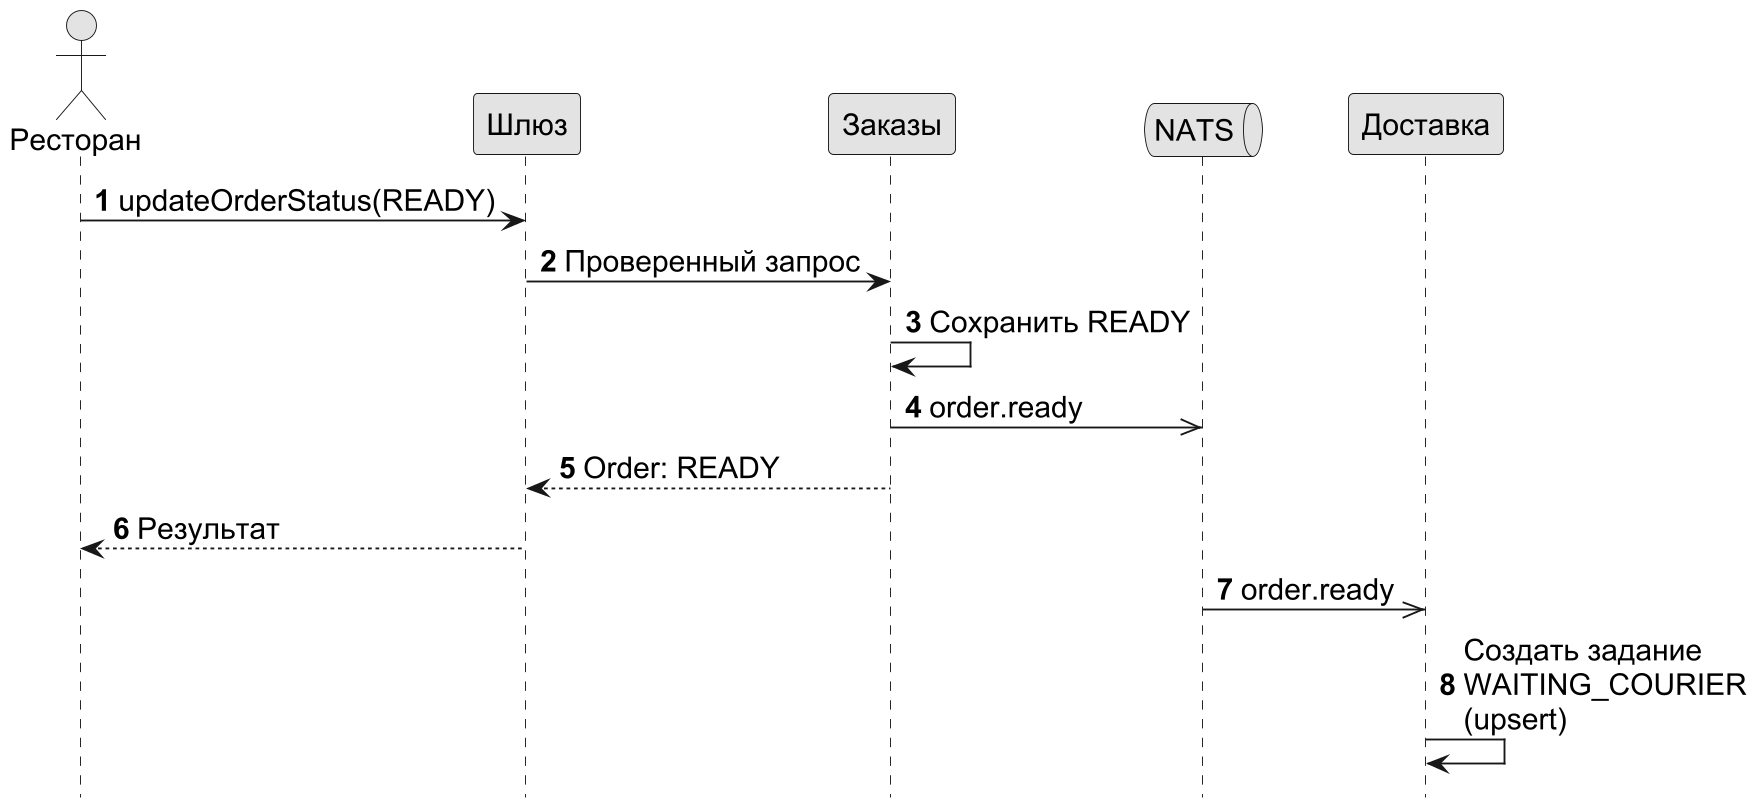 Ресторан
Шлюз
Заказы
NATS
Доставка
1 updateOrderStatus(READY)
2 Проверенный запрос
3 Сохранить READY
4 order.ready
5 Order: READY
6 Результат
7 order.ready
Создать задание
8 WAITING_COURIER
(upsert)